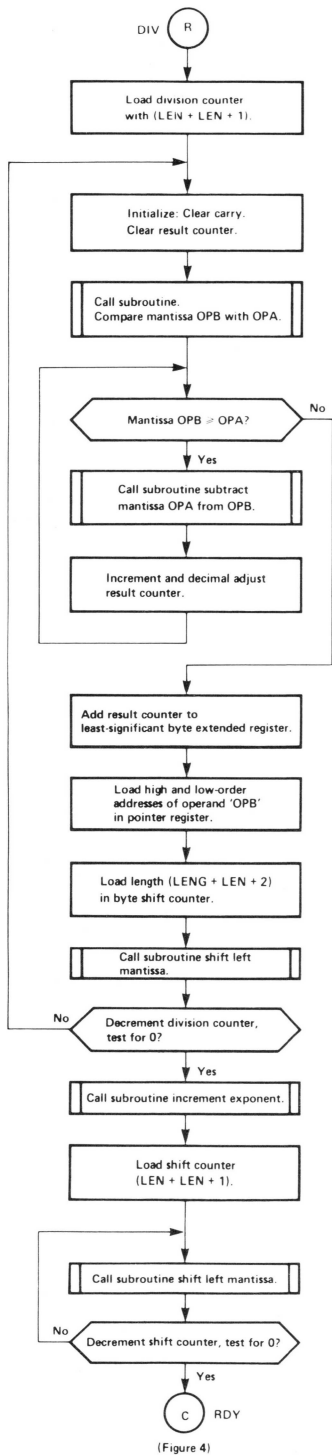 DIV R
Load division counter
with (LEN + LEN + 1).
Initialize: Clear carry.
Clear result counter.
Call subroutine.
Compare mantissa OPB with OPA.
Mantissa OPB ⩾ OPA?
No
Yes
Call subroutine subtract
mantissa OPA from OPB.
Increment and decimal adjust
result counter.
Add result counter to
least-significant byte extended register.
Load high and low-order
addresses of operand 'OPB'
in pointer register.
Load length (LENG + LEN + 2)
in byte shift counter.
Call subroutine shift left
mantissa.
No
Decrement division counter,
test for 0?
Yes
Call subroutine increment exponent.
Load shift counter
(LEN + LEN + 1).
Call subroutine shift left mantissa.
No
Decrement shift counter, test for 0?
Yes
C RDY
(Figure 4)